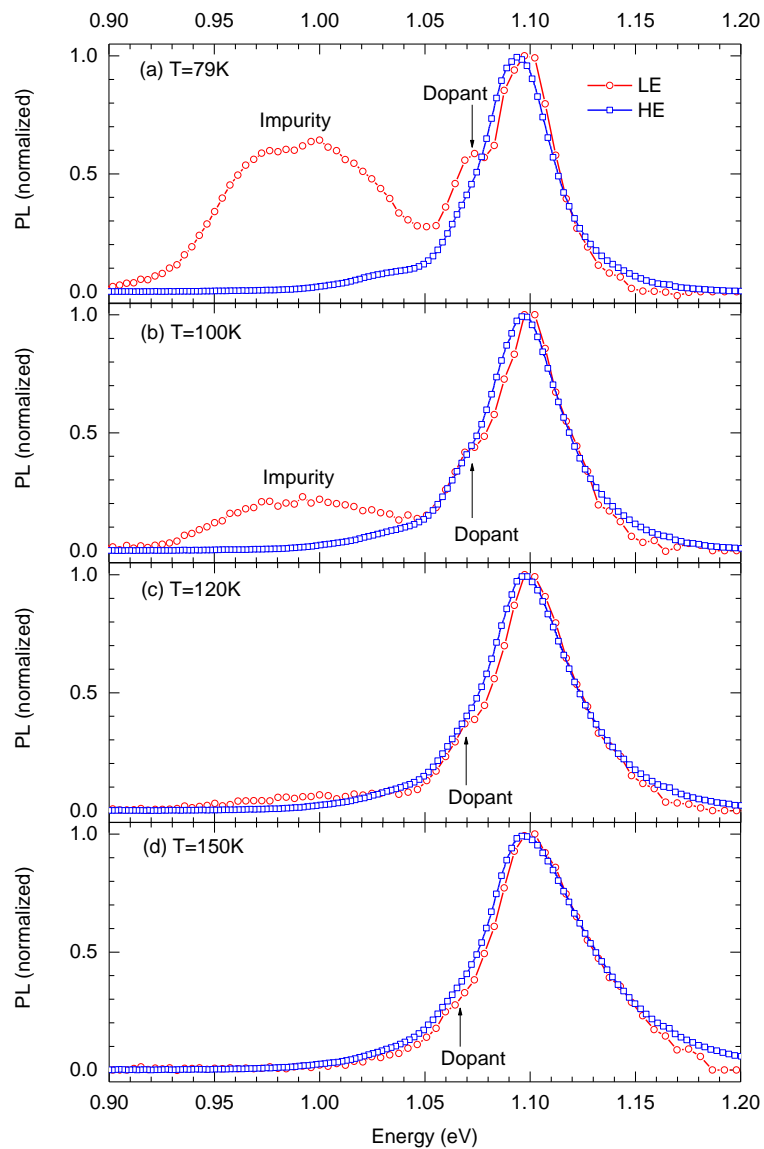 0.90 0.95 1.00 1.05 1.10 1.15 1.20
(a) T=79K
1.0
LE
HE
Dopant
Impurity
0.5
PL (normalized)
0.0
(b) T=100K
1.0
0.5
PL (normalized)
Impurity
Dopant
0.0
(c) T=120K
1.0
0.5
PL (normalized)
Dopant
0.0
(d) T=150K
1.0
0.5
PL (normalized)
Dopant
0.0
0.90 0.95 1.00 1.05 1.10 1.15 1.20
Energy (eV)